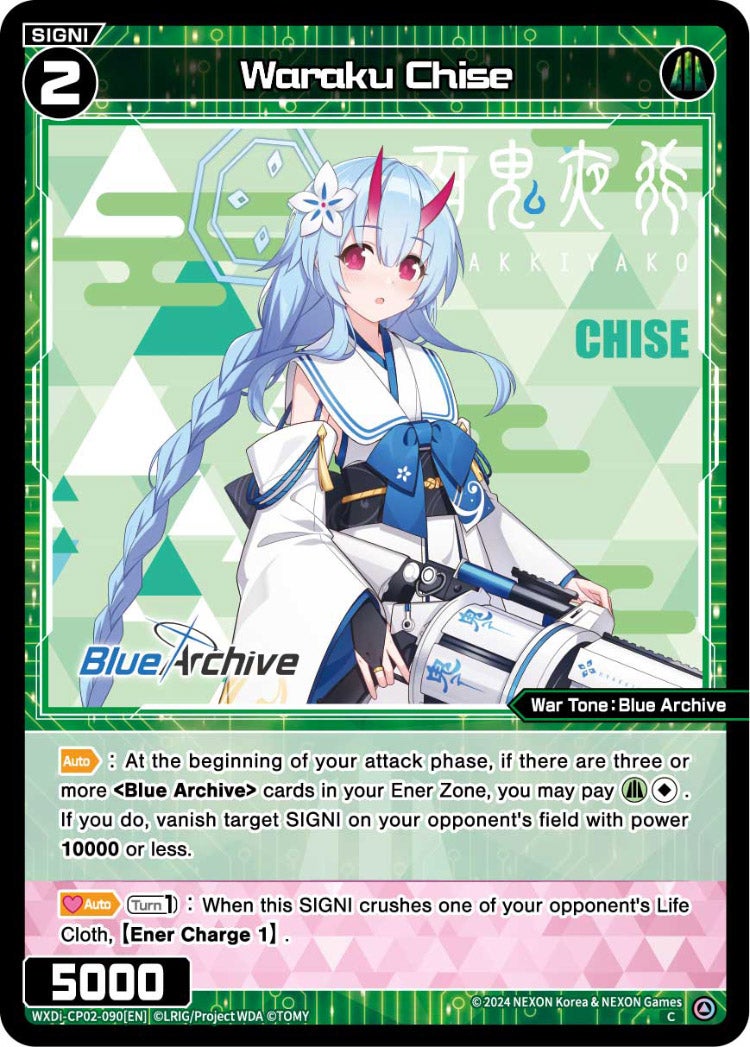 SIGNI
2
Waraku Chise
百鬼夜行
AKKIYAKO
CHISE
Blue Archive
War Tone:Blue Archive
Auto : At the beginning of your attack phase, if there are three or
more <Blue Archive> cards in your Ener Zone, you may pay .
If you do, vanish target SIGNI on your opponent's field with power
10000 or less.
Auto Turn 1 : When this SIGNI crushes one of your opponent's Life
Cloth, 【Ener Charge 1】 .
5000
©2024 NEXON Korea & NEXON Games
WXDi-CP02-090[EN] ©LRIG/Project WDA ©TOMY
C